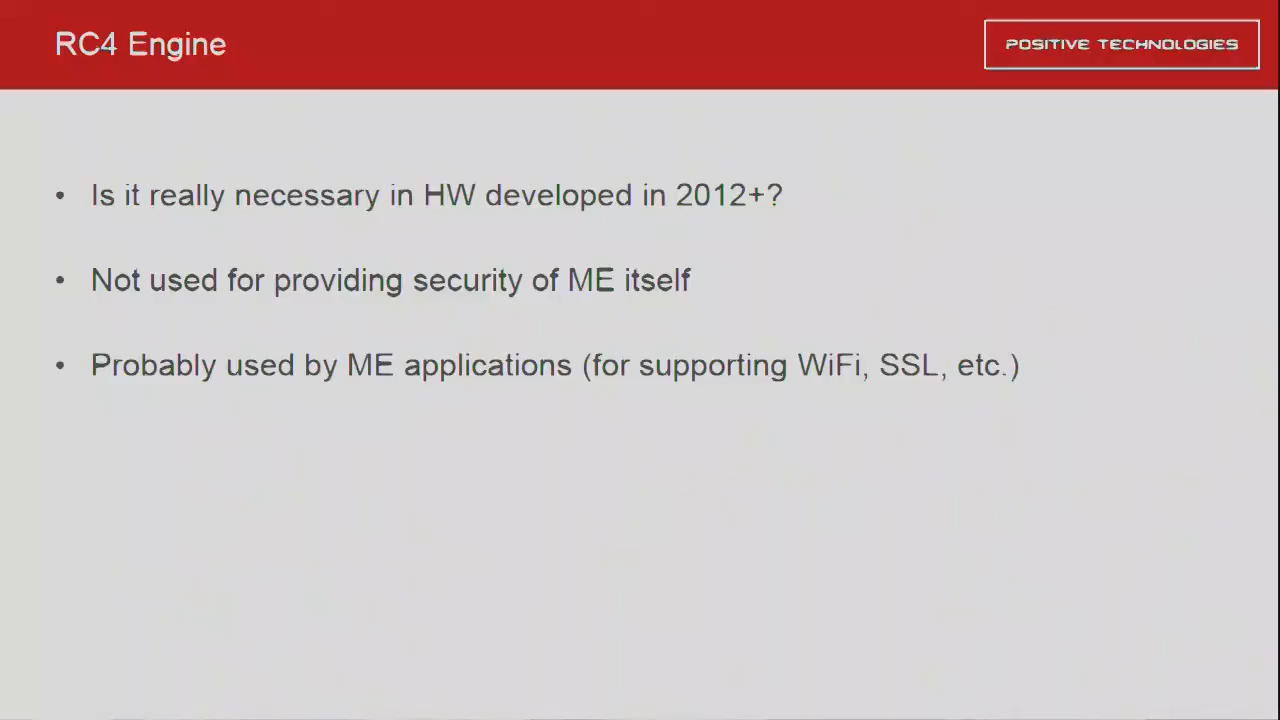 RC4 Engine
POSITIVE TECHNOLOGIES
• Is it really necessary in HW developed in 2012+?
• Not used for providing security of ME itself
• Probably used by ME applications (for supporting WiFi, SSL, etc.)